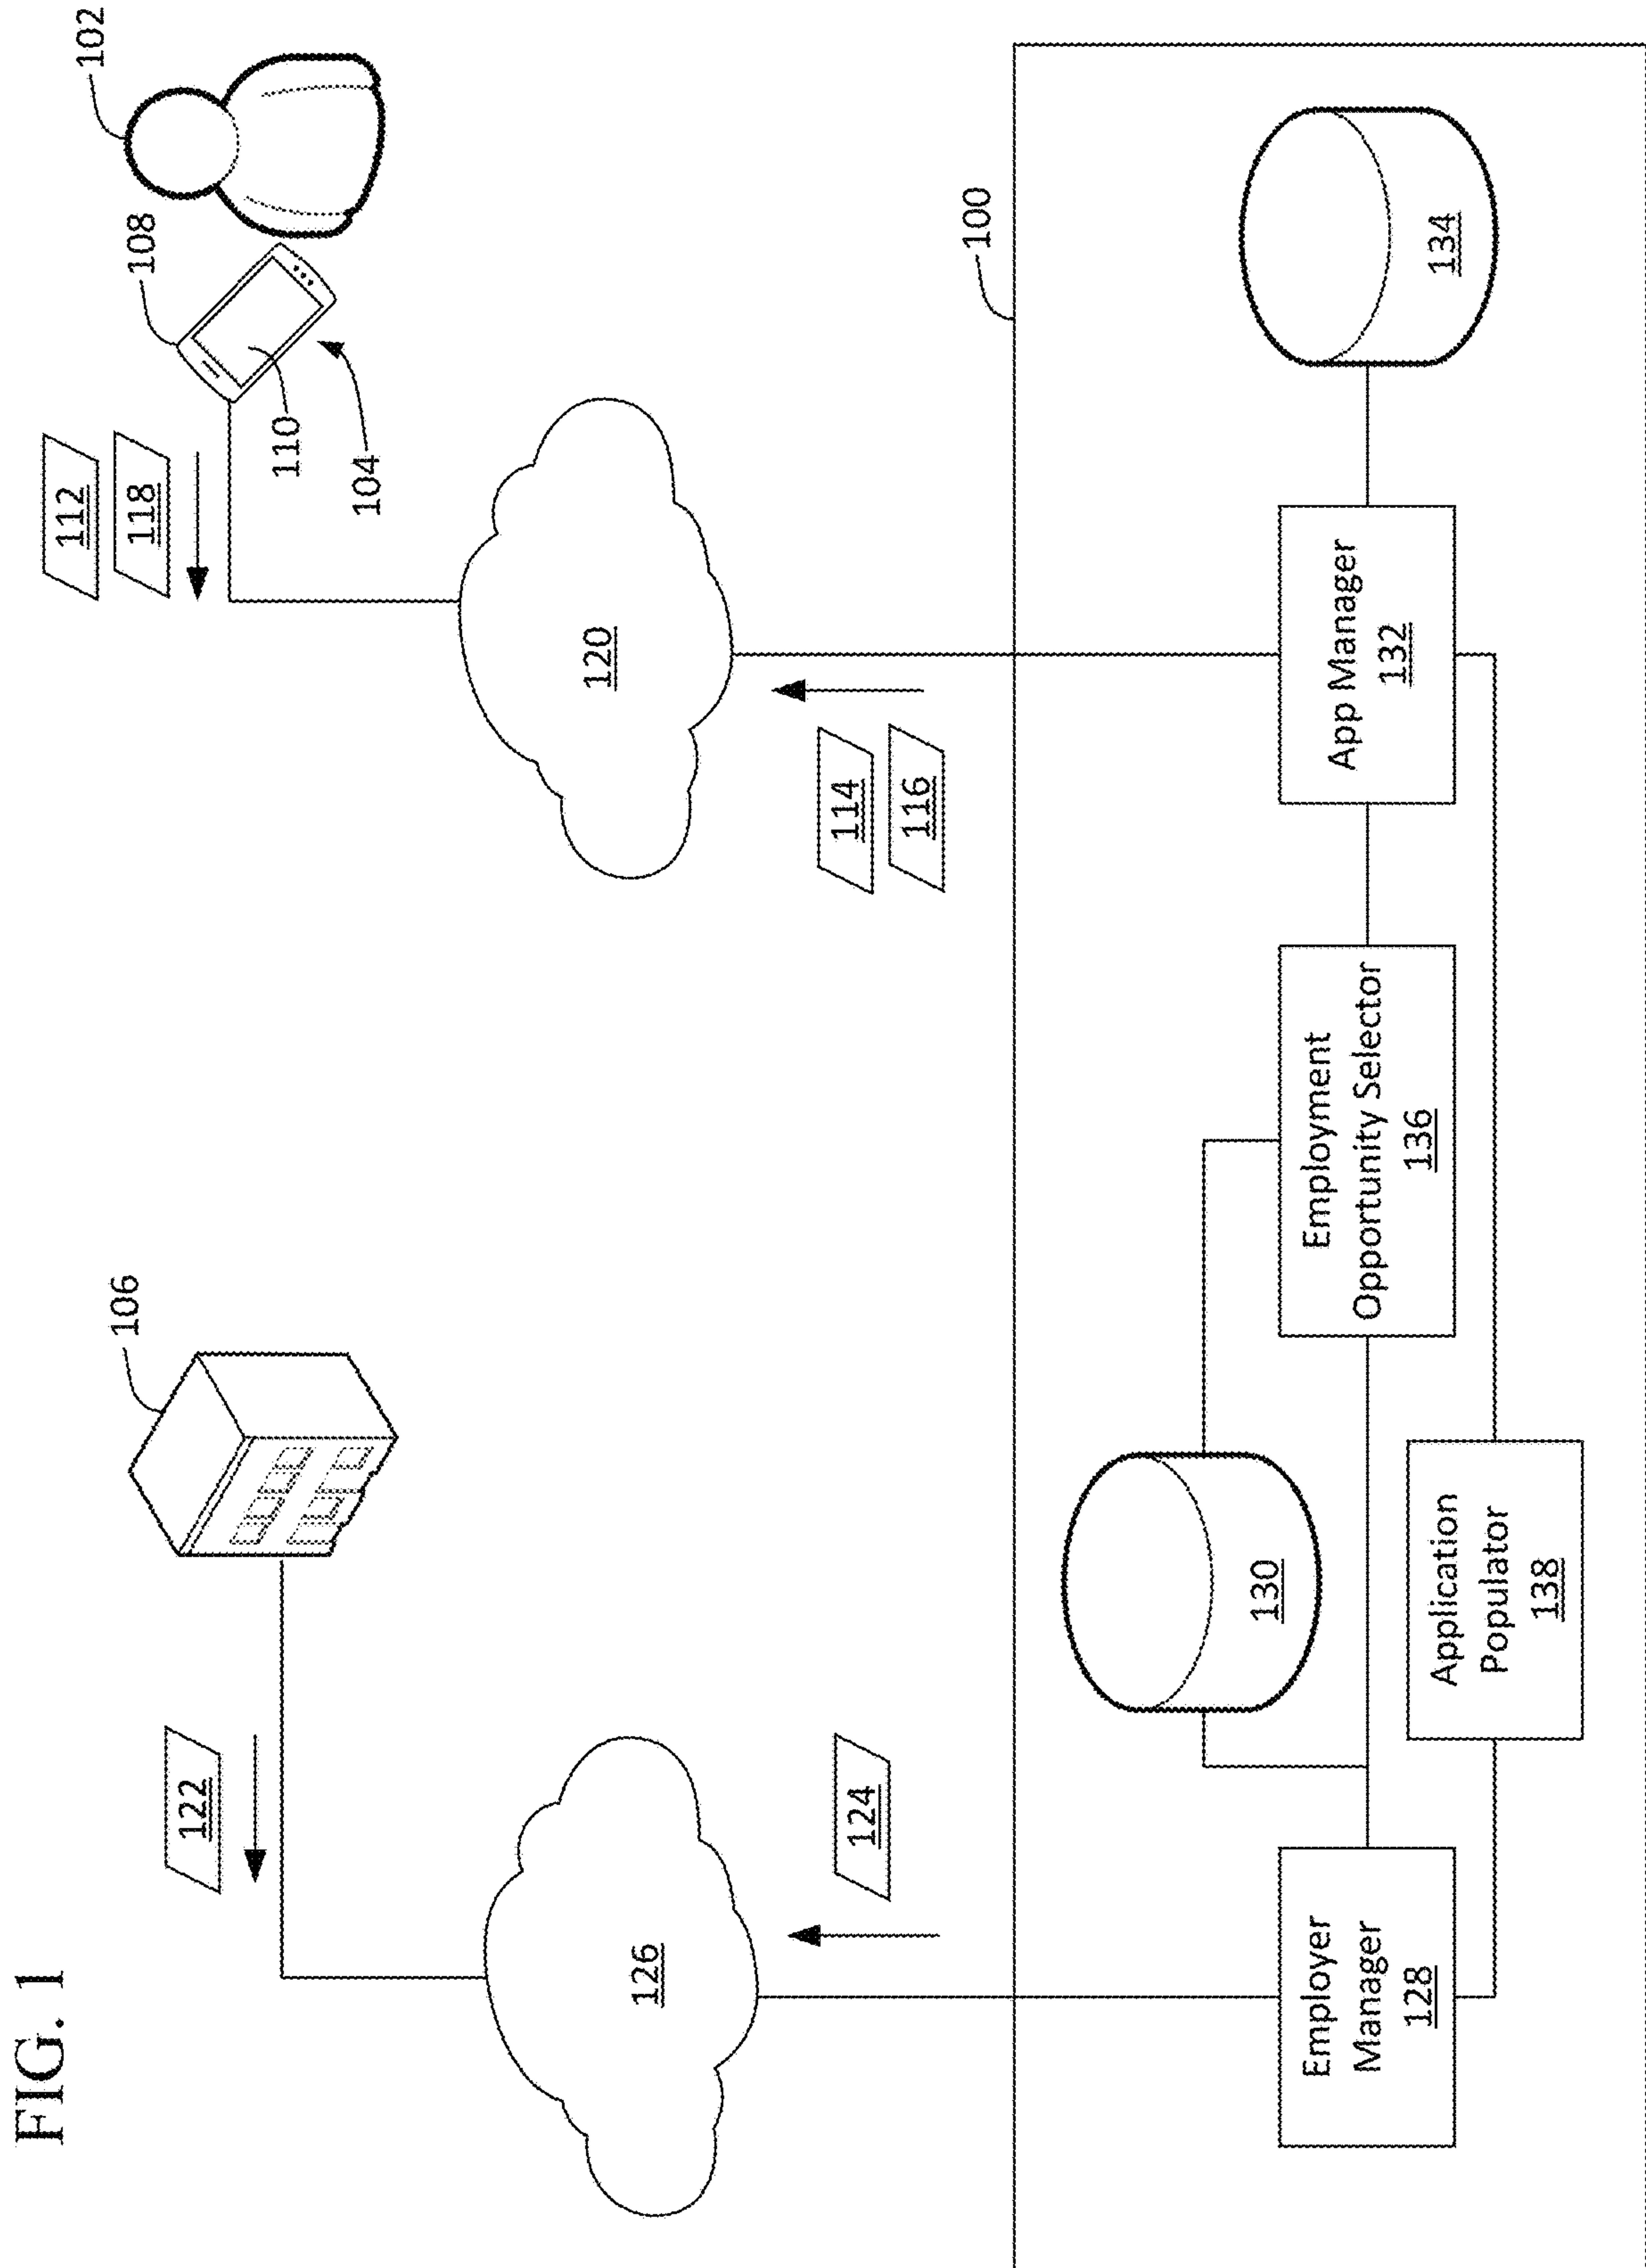 FIG. 1
112
102
106
118
108
122
110
104
120
126
114
124
116
100
130
Employer
Manager
128
Employment
Opportunity Selector
136
App Manager
132
134
Application
Populator
138